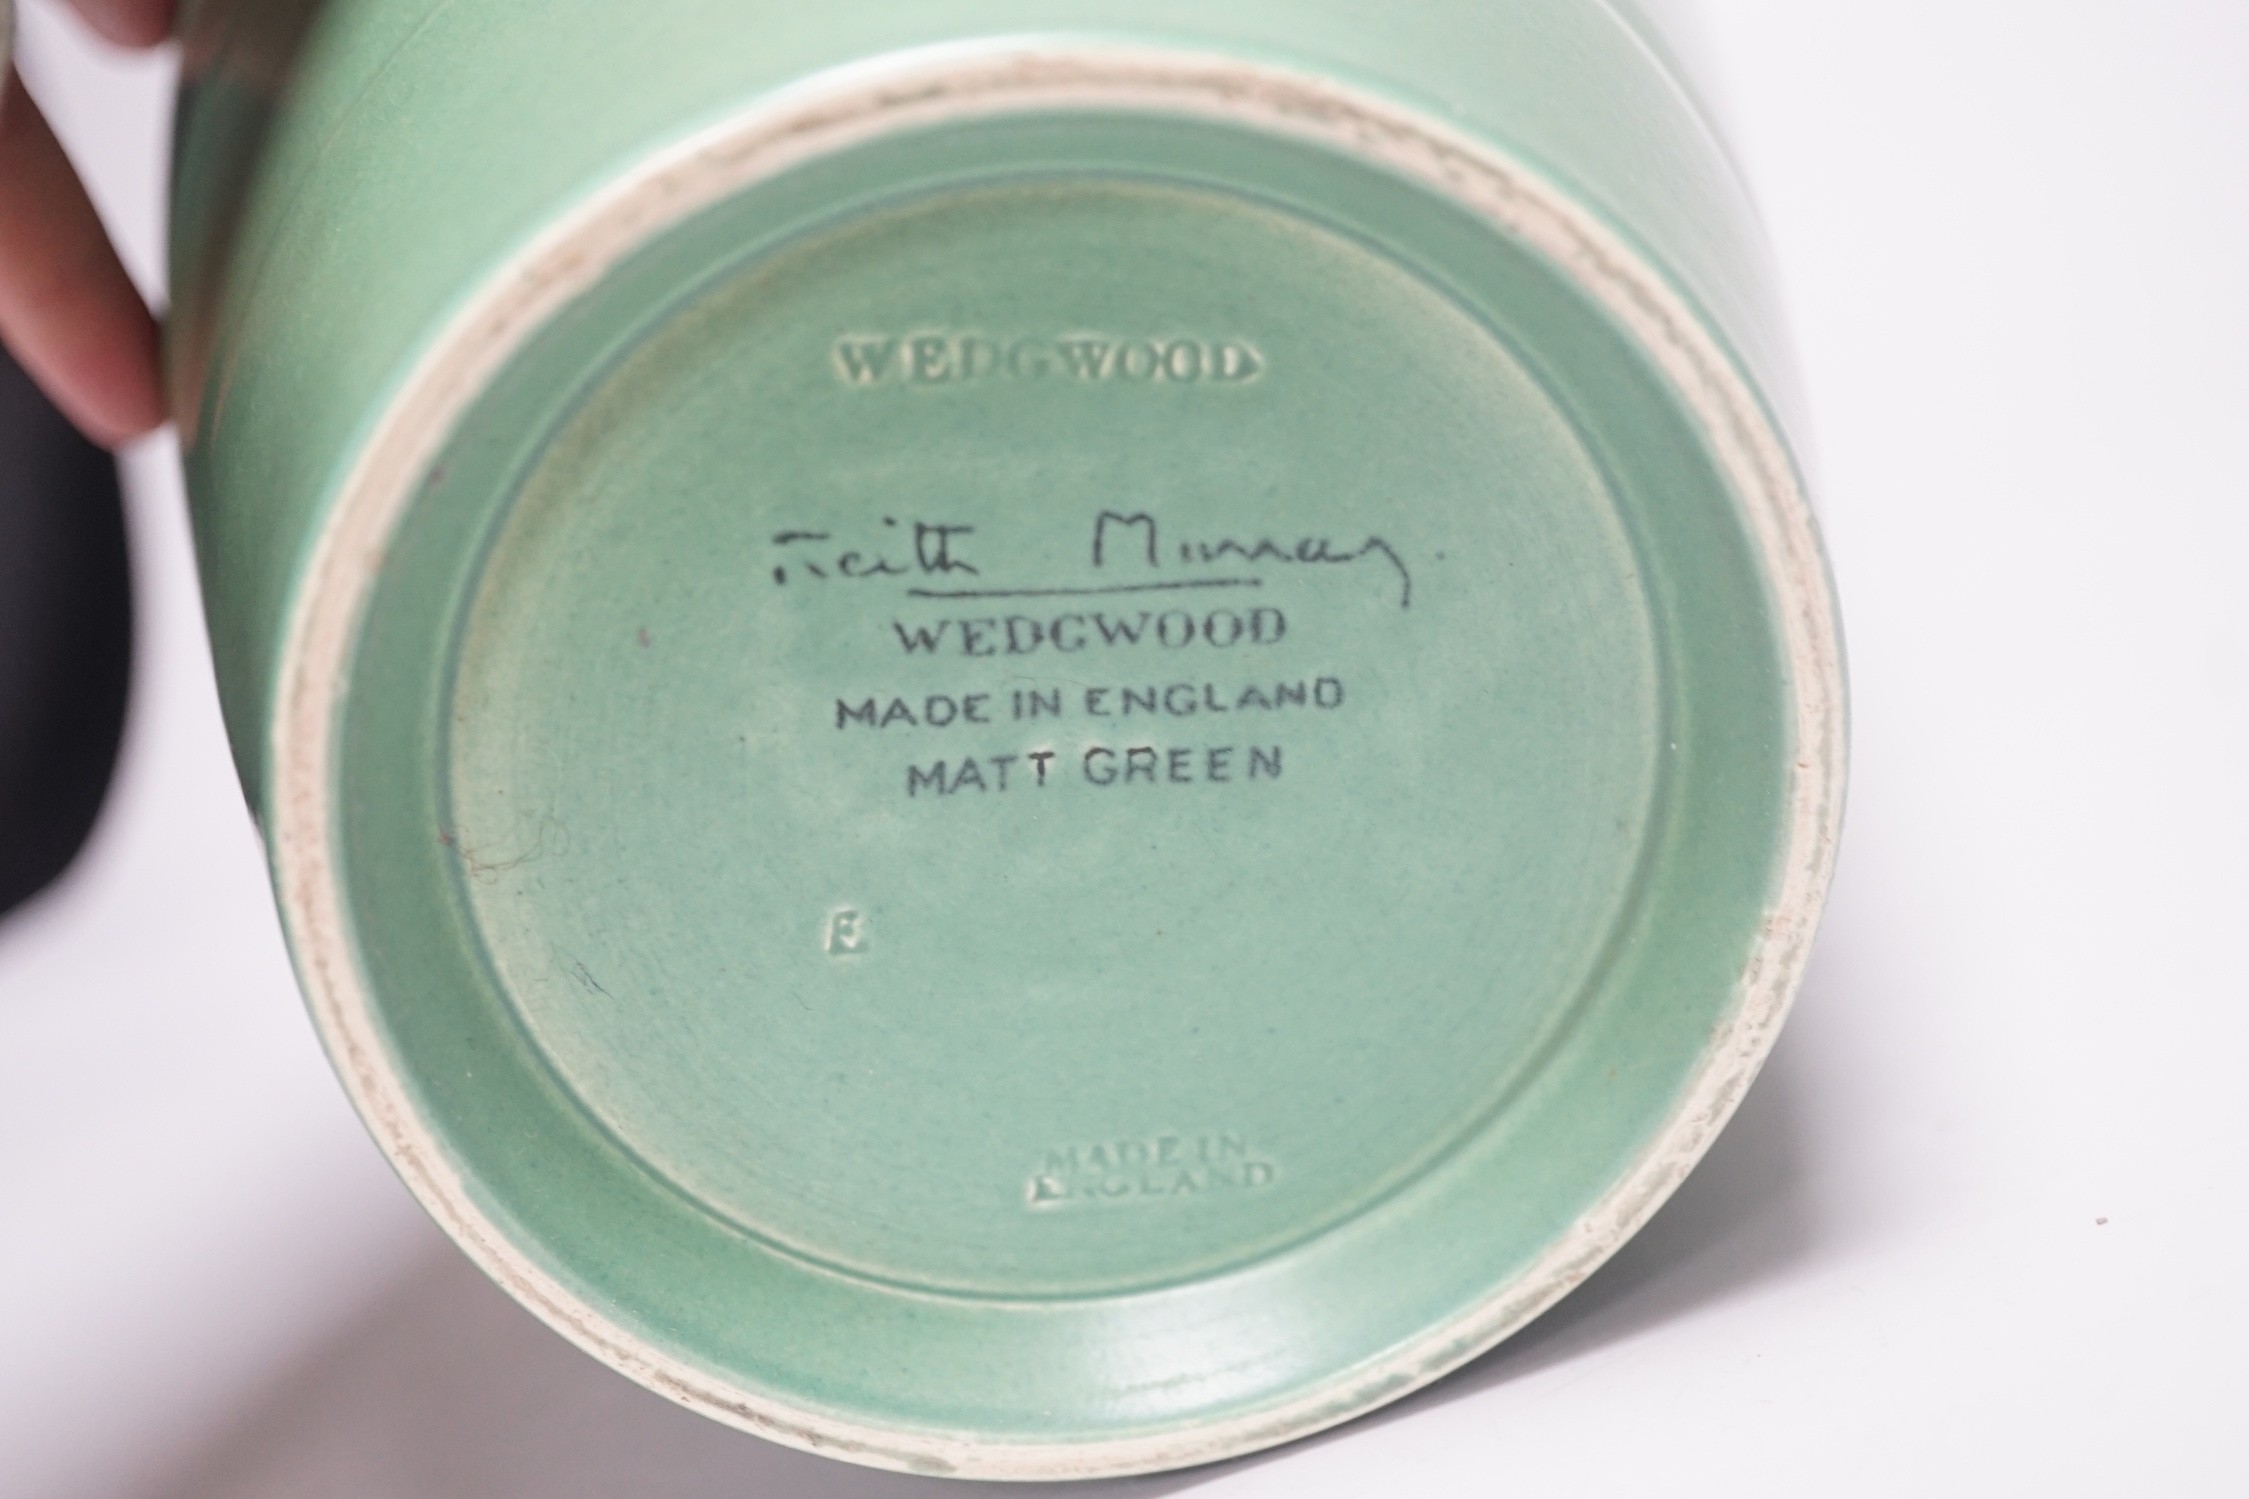 WEDGWOOD
Keith Murray
WEDGWOOD
MADE IN ENGLAND
MATT GREEN
E
MADE IN
ENGLAND